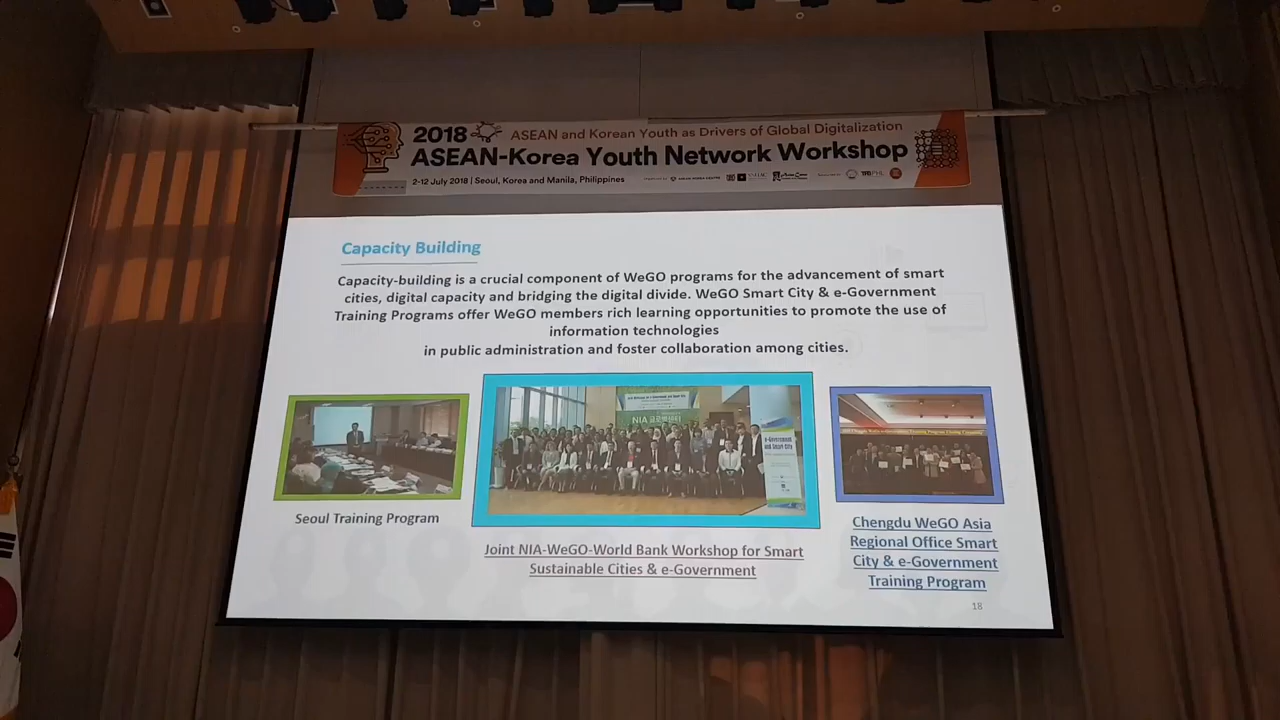 2018
ASEAN and Korean Youth as Drivers of Global Digitalization
ASEAN-Korea Youth Network Workshop
2-12 July 2018 | Seoul, Korea and Manila, Philippines
Capacity Building
Capacity-building is a crucial component of WeGO programs for the advancement of smart
cities, digital capacity and bridging the digital divide. WeGO Smart City & e-Government
Training Programs offer WeGO members rich learning opportunities to promote the use of
information technologies
in public administration and foster collaboration among cities.
NIA
e-Government
and Smart City
Seoul Training Program
Joint NIA-WeGO-World Bank Workshop for Smart
Sustainable Cities & e-Government
Chengdu WeGO Asia
Regional Office Smart
City & e-Government
Training Program
18